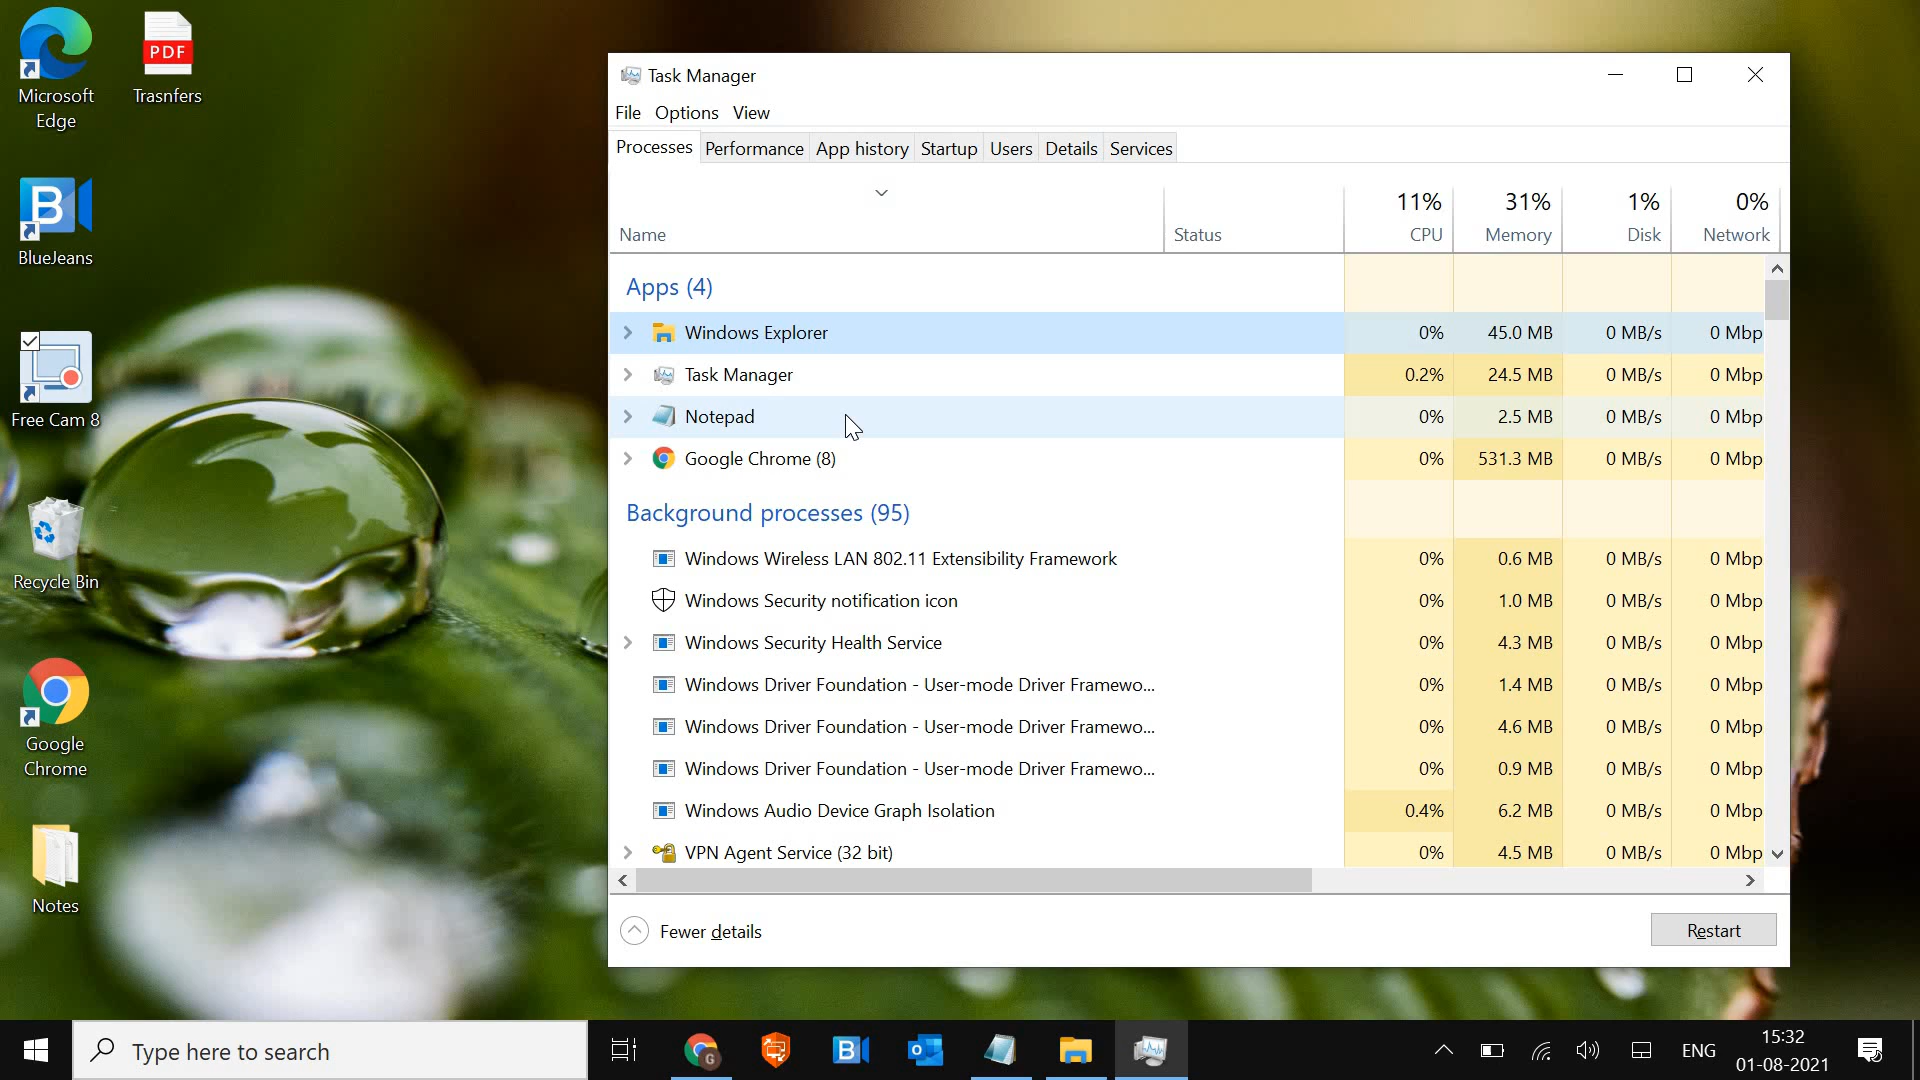 Microsoft
Edge
PDF
Trasnfers
B
BlueJeans
Free Cam 8
Recycle Bin
Google
Chrome
Notes
Task Manager
File Options View
Processes Performance App history Startup Users Details Services
11% 31% 1% 0%
Name Status CPU Memory Disk Network
Apps (4)
Windows Explorer 0% 45.0 MB 0 MB/s 0 Mbp
Task Manager 0.2% 24.5 MB 0 MB/s 0 Mbp
Notepad 0% 2.5 MB 0 MB/s 0 Mbp
Google Chrome (8) 0% 531.3 MB 0 MB/s 0 Mbp
Background processes (95)
Windows Wireless LAN 802.11 Extensibility Framework 0% 0.6 MB 0 MB/s 0 Mbp
Windows Security notification icon 0% 1.0 MB 0 MB/s 0 Mbp
Windows Security Health Service 0% 4.3 MB 0 MB/s 0 Mbp
Windows Driver Foundation - User-mode Driver Framewo... 0% 1.4 MB 0 MB/s 0 Mbp
Windows Driver Foundation - User-mode Driver Framewo... 0% 4.6 MB 0 MB/s 0 Mbp
Windows Driver Foundation - User-mode Driver Framewo... 0% 0.9 MB 0 MB/s 0 Mbp
Windows Audio Device Graph Isolation 0.4% 6.2 MB 0 MB/s 0 Mbp
VPN Agent Service (32 bit) 0% 4.5 MB 0 MB/s 0 Mbp
Fewer details Restart
Type here to search
G
B
o
ENG
15:32
01-08-2021